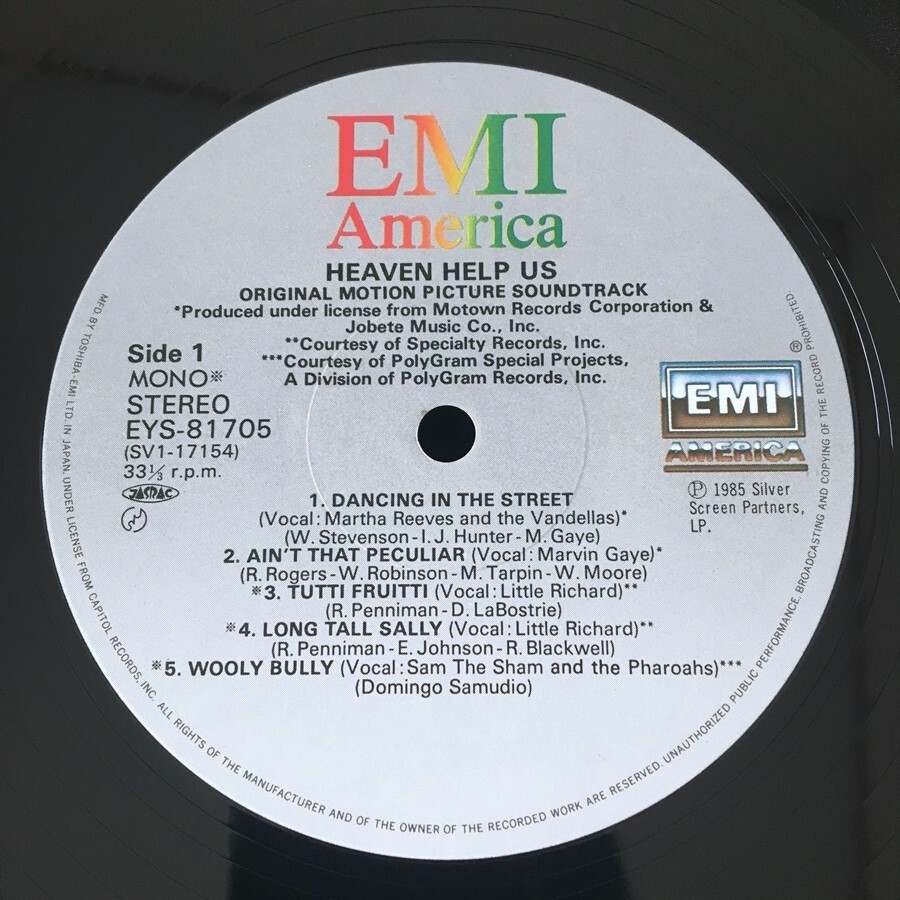 EMI
America
HEAVEN HELP US
ORIGINAL MOTION PICTURE SOUNDTRACK
*Produced under license from Motown Records Corporation &
Jobete Music Co., Inc.
**Courtesy of Specialty Records, Inc.
***Courtesy of PolyGram Special Projects,
A Division of PolyGram Records, Inc.
Side 1
MONO※
STEREO
EYS-81705
(SV1-17154)
33⅓ r.p.m.
JASRAC
EMI
AMERICA
®
Ⓟ 1985 Silver
Screen Partners,
LP.
1. DANCING IN THE STREET
(Vocal: Martha Reeves and the Vandellas)*
(W. Stevenson-I. J. Hunter-M. Gaye)
2. AIN'T THAT PECULIAR (Vocal: Marvin Gaye)*
(R. Rogers-W. Robinson-M. Tarpin-W. Moore)
※3. TUTTI FRUITTI (Vocal: Little Richard)**
(R. Penniman-D. LaBostrie)
※4. LONG TALL SALLY (Vocal: Little Richard)**
(R. Penniman-E. Johnson-R. Blackwell)
※5. WOOLY BULLY (Vocal: Sam The Sham and the Pharoahs)***
(Domingo Samudio)
MFD. BY TOSHIBA-EMI LTD. IN JAPAN. UNDER LICENSE FROM CAPITOL RECORDS, INC. ALL RIGHTS OF THE MANUFACTURER AND OF THE OWNER OF THE RECORDED WORK ARE RESERVED. UNAUTHORIZED PUBLIC PERFORMANCE, BROADCASTING AND COPYING OF THE RECORD PROHIBITED.